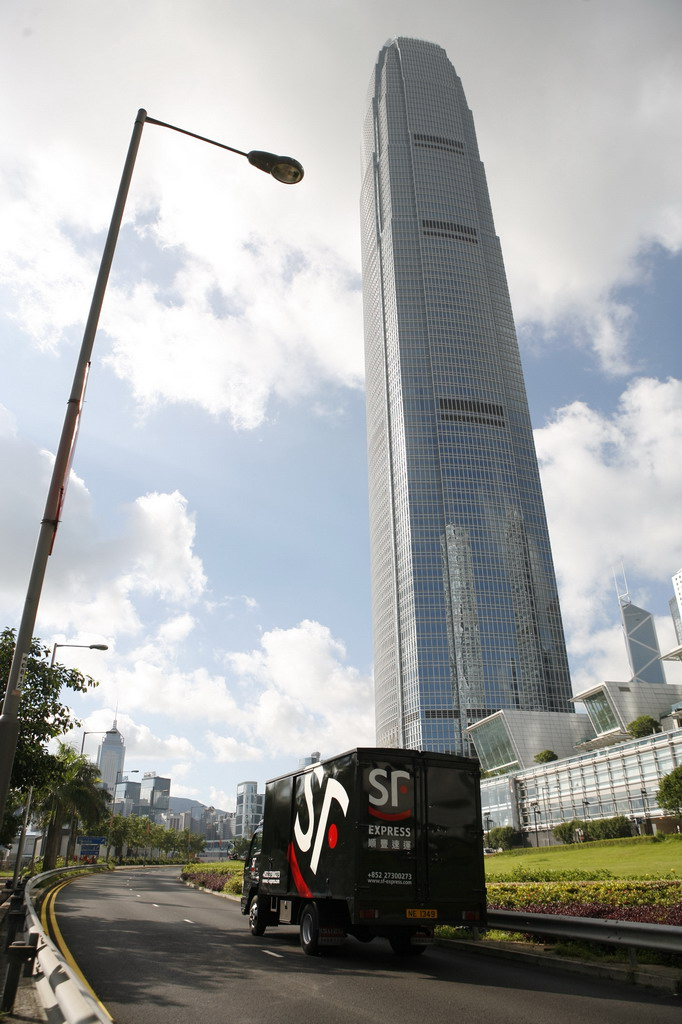 SF
SF
EXPRESS
順豐速運
+852 27300273
www.sf-express.com